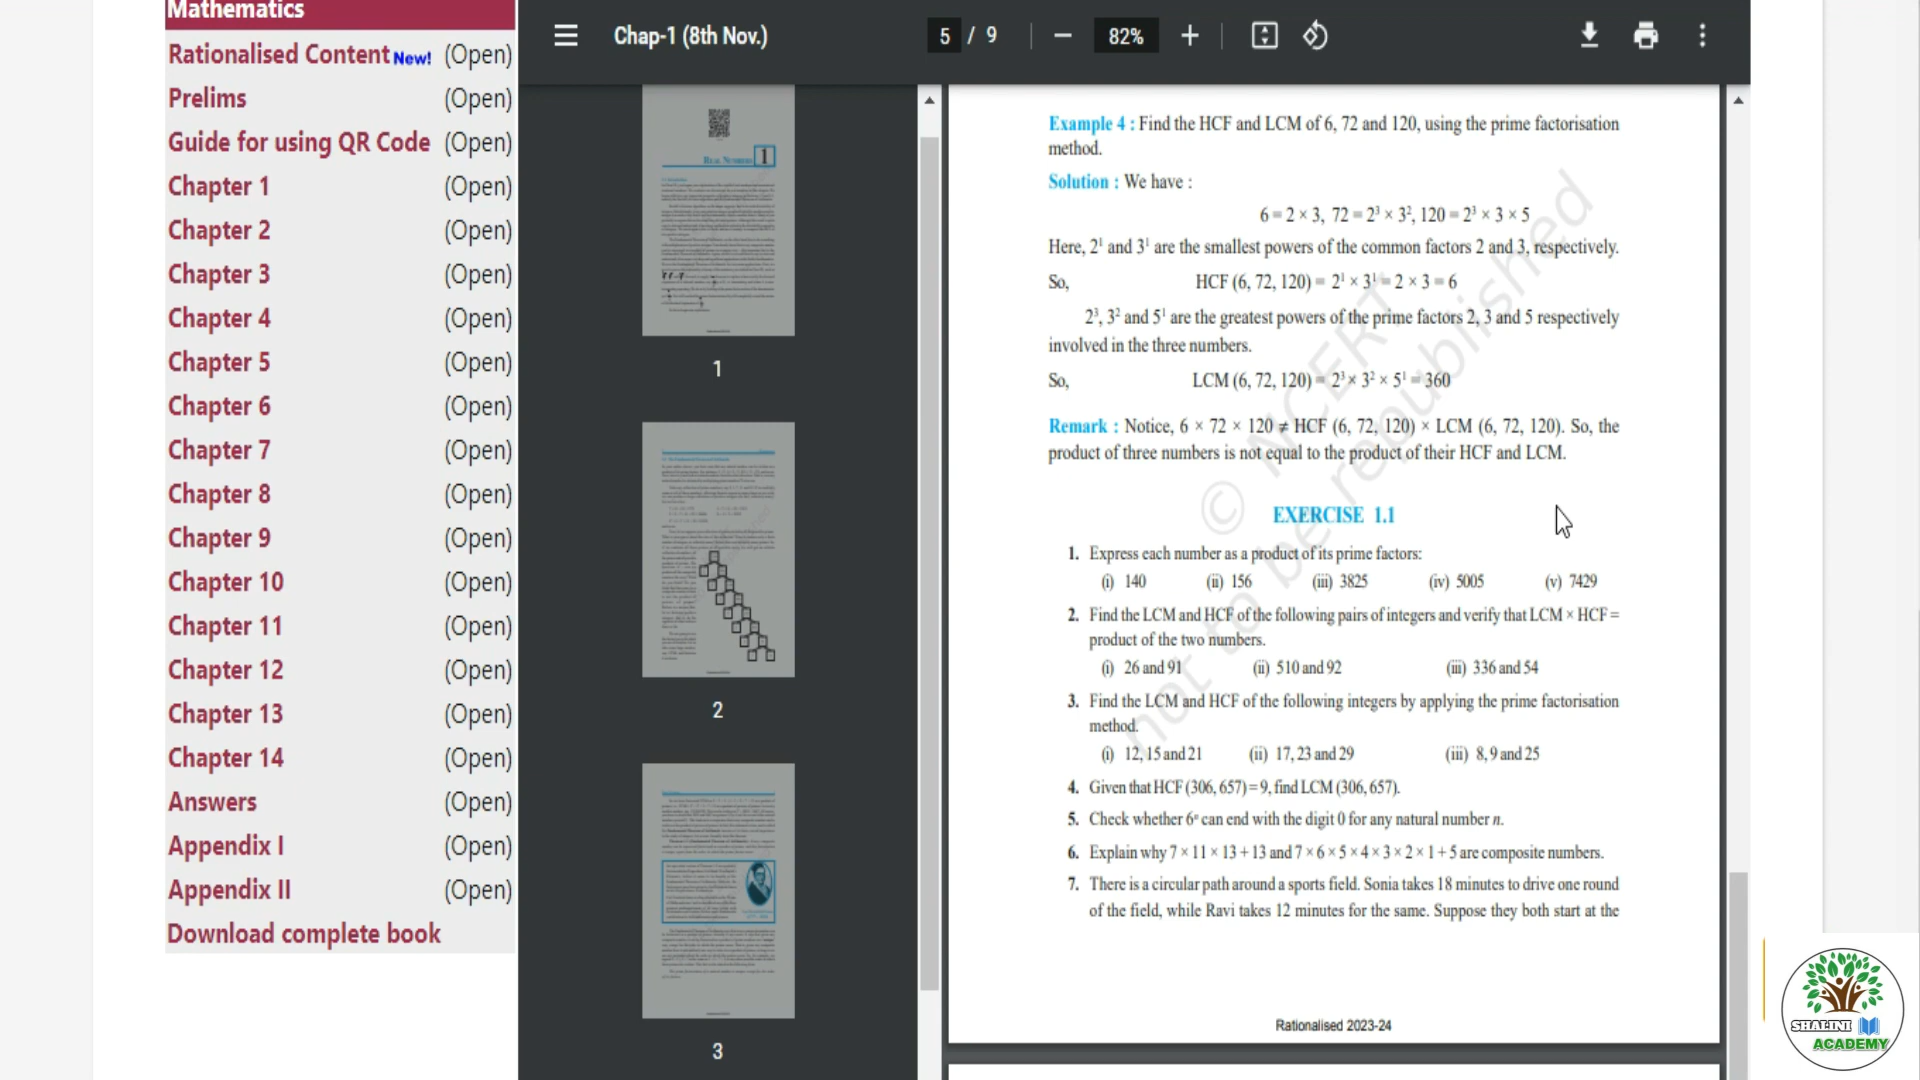 Mathematics
Rationalised Content New! (Open)
Prelims (Open)
Guide for using QR Code (Open)
Chapter 1 (Open)
Chapter 2 (Open)
Chapter 3 (Open)
Chapter 4 (Open)
Chapter 5 (Open)
Chapter 6 (Open)
Chapter 7 (Open)
Chapter 8 (Open)
Chapter 9 (Open)
Chapter 10 (Open)
Chapter 11 (Open)
Chapter 12 (Open)
Chapter 13 (Open)
Chapter 14 (Open)
Answers (Open)
Appendix I (Open)
Appendix II (Open)
Download complete book
Chap-1 (8th Nov.)
5 / 9
82%
REAL NUMBERS 1
1
2
3
Example 4 : Find the HCF and LCM of 6, 72 and 120, using the prime factorisation
method.
Solution : We have :
6 = 2 × 3, 72 = 2³ × 3², 120 = 2³ × 3 × 5
Here, 2¹ and 3¹ are the smallest powers of the common factors 2 and 3, respectively.
So, HCF (6, 72, 120) = 2¹ × 3¹ = 2 × 3 = 6
2³, 3² and 5¹ are the greatest powers of the prime factors 2, 3 and 5 respectively
involved in the three numbers.
So, LCM (6, 72, 120) = 2³ × 3² × 5¹ = 360
Remark : Notice, 6 × 72 × 120 ≠ HCF (6, 72, 120) × LCM (6, 72, 120). So, the
product of three numbers is not equal to the product of their HCF and LCM.
EXERCISE 1.1
1. Express each number as a product of its prime factors:
(i) 140 (ii) 156 (iii) 3825 (iv) 5005 (v) 7429
2. Find the LCM and HCF of the following pairs of integers and verify that LCM × HCF =
product of the two numbers.
(i) 26 and 91 (ii) 510 and 92 (iii) 336 and 54
3. Find the LCM and HCF of the following integers by applying the prime factorisation
method.
(i) 12, 15 and 21 (ii) 17, 23 and 29 (iii) 8, 9 and 25
4. Given that HCF (306, 657) = 9, find LCM (306, 657).
5. Check whether 6ⁿ can end with the digit 0 for any natural number n.
6. Explain why 7 × 11 × 13 + 13 and 7 × 6 × 5 × 4 × 3 × 2 × 1 + 5 are composite numbers.
7. There is a circular path around a sports field. Sonia takes 18 minutes to drive one round
of the field, while Ravi takes 12 minutes for the same. Suppose they both start at the
Rationalised 2023-24
© NCERT
not to be republished
SHALINI
ACADEMY